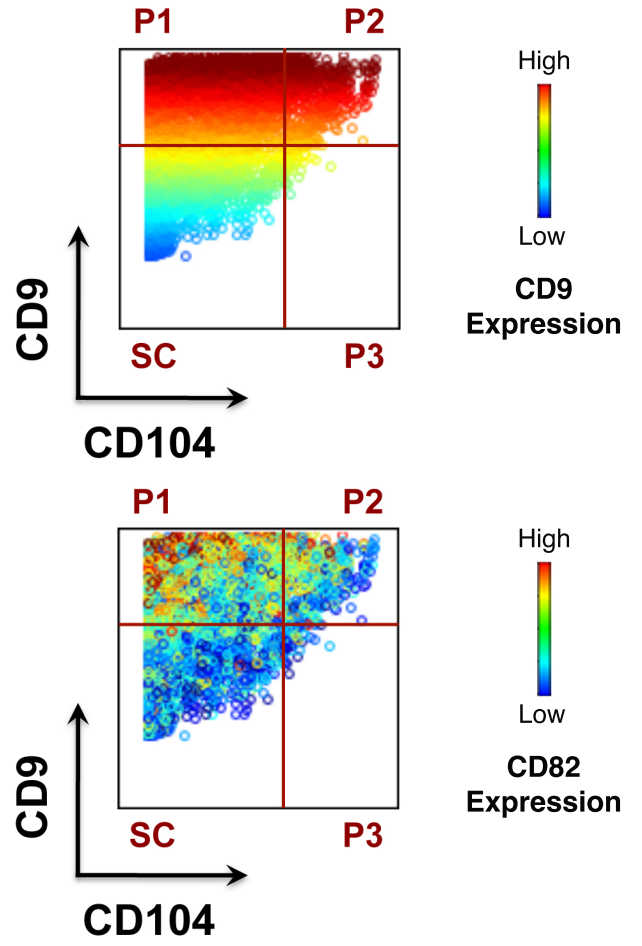 P1 P2
High
Low
CD9
Expression
CD9
SC P3
CD104
P1 P2
High
Low
CD82
Expression
CD9
SC P3
CD104